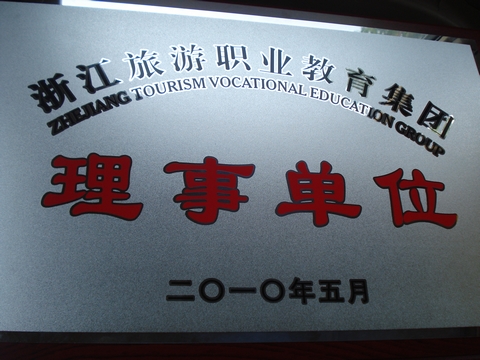 浙江旅游职业教育集团
ZHEJIANG TOURISM VOCATIONAL EDUCATION GROUP
理事单位
二〇一〇年五月